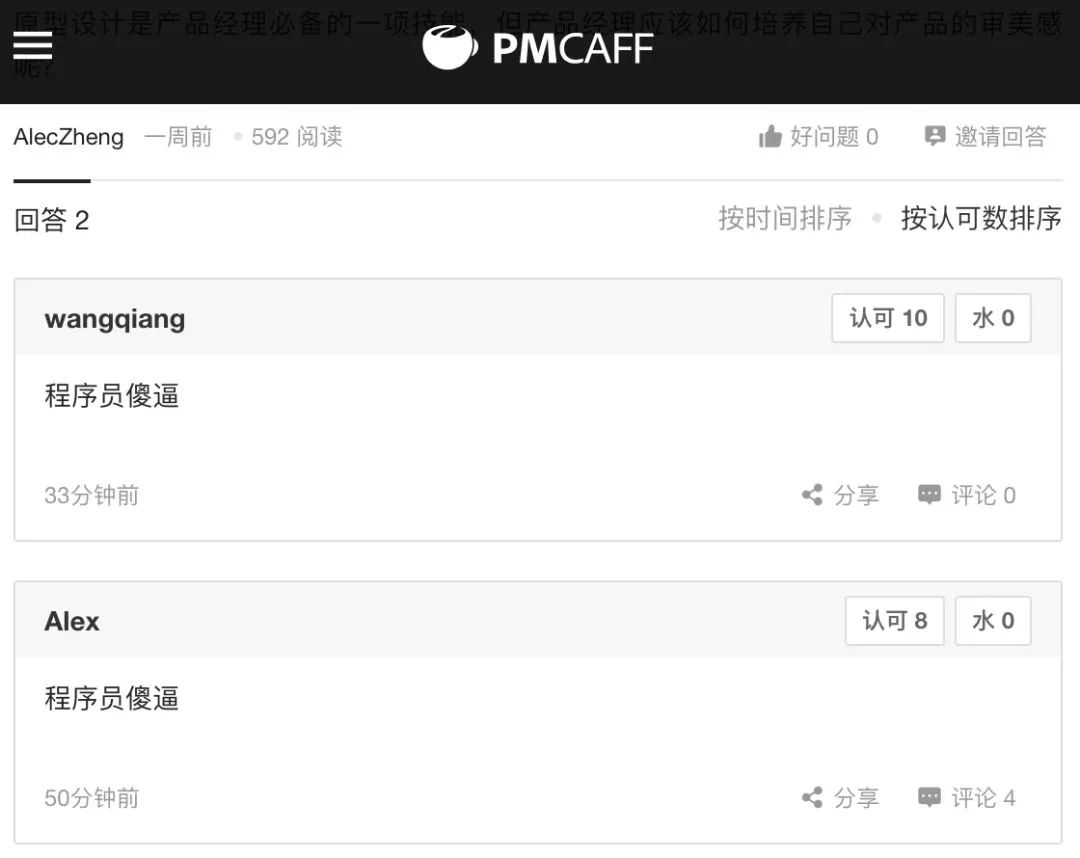 原型设计是产品经理必备的一项技能，但产品经理应该如何培养自己对产品的审美感
呢?
PMCAFF
AlecZheng 一周前 592 阅读 好问题 0 邀请回答
回答 2 按时间排序 按认可数排序
wangqiang 认可 10 水 0
程序员傻逼
33分钟前 分享 评论 0
Alex 认可 8 水 0
程序员傻逼
50分钟前 分享 评论 4